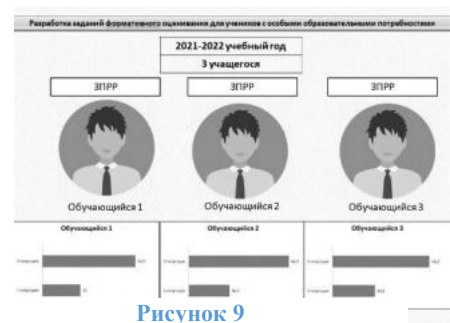 Разработка заданий формативного оценивания для учеников с особыми образовательными потребностями
2021-2022 учебный год
3 учащегося
ЗПРР ЗПРР ЗПРР
Обучающийся 1 Обучающийся 2 Обучающийся 3
Обучающийся 1 Обучающийся 2 Обучающийся 3
Рисунок 9